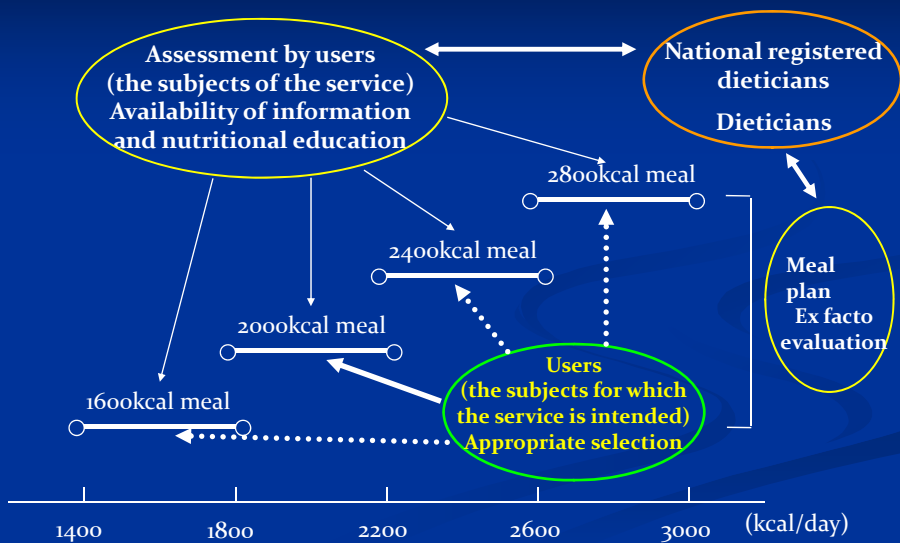 Assessment by users
(the subjects of the service)
Availability of information
and nutritional education
National registered
dieticians
Dieticians
2800kcal meal
2400kcal meal
2000kcal meal
1600kcal meal
Meal
plan
Ex facto
evaluation
Users
(the subjects for which
the service is intended)
Appropriate selection
1400 1800 2200 2600 3000 (kcal/day)